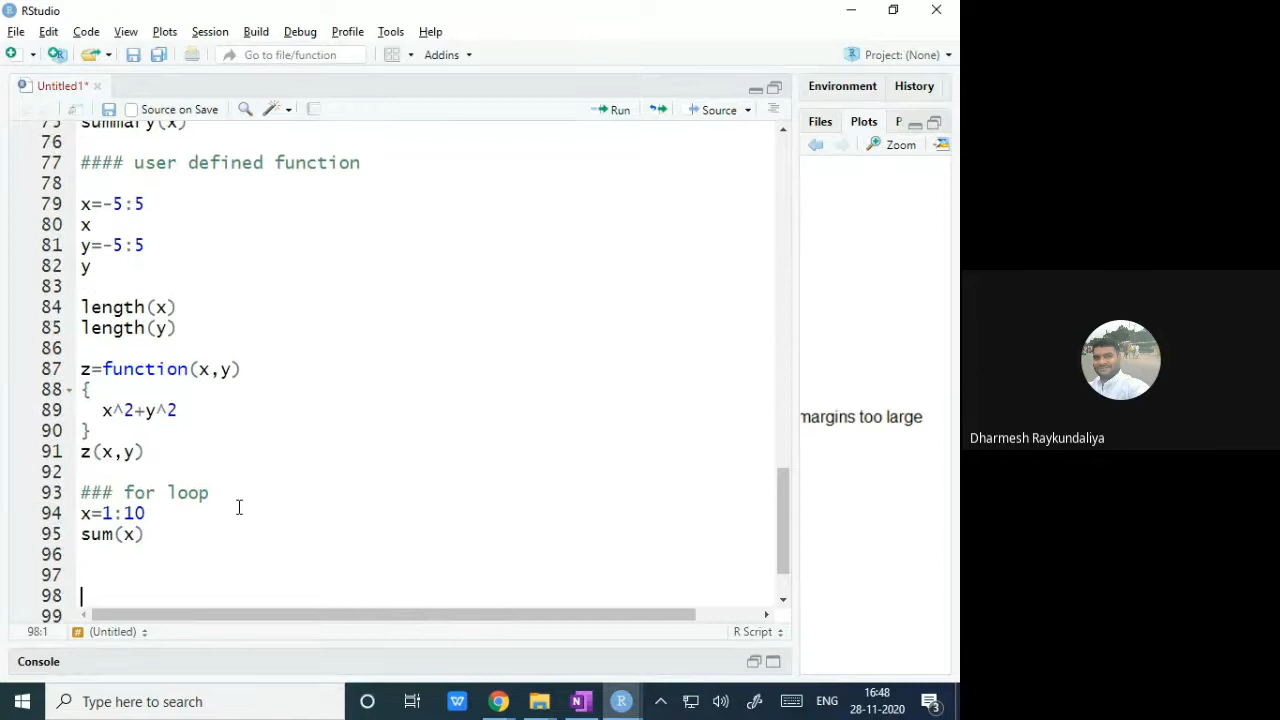 RStudio
File Edit Code View Plots Session Build Debug Profile Tools Help
Go to file/function Addins Project: (None)
Untitled1*
Source on Save Run Source
75 summary(x)
76
77 #### user defined function
78
79 x=-5:5
80 x
81 y=-5:5
82 y
83
84 length(x)
85 length(y)
86
87 z=function(x,y)
88 {
89 x^2+y^2
90 }
91 z(x,y)
92
93 ### for loop
94 x=1:10
95 sum(x)
96
97
98
99
98:1 # (Untitled) R Script
Console
Environment History
Files Plots P
Zoom
margins too large
Dharmesh Raykundaliya
Type here to search
W N R ENG
16:48
28-11-2020
3